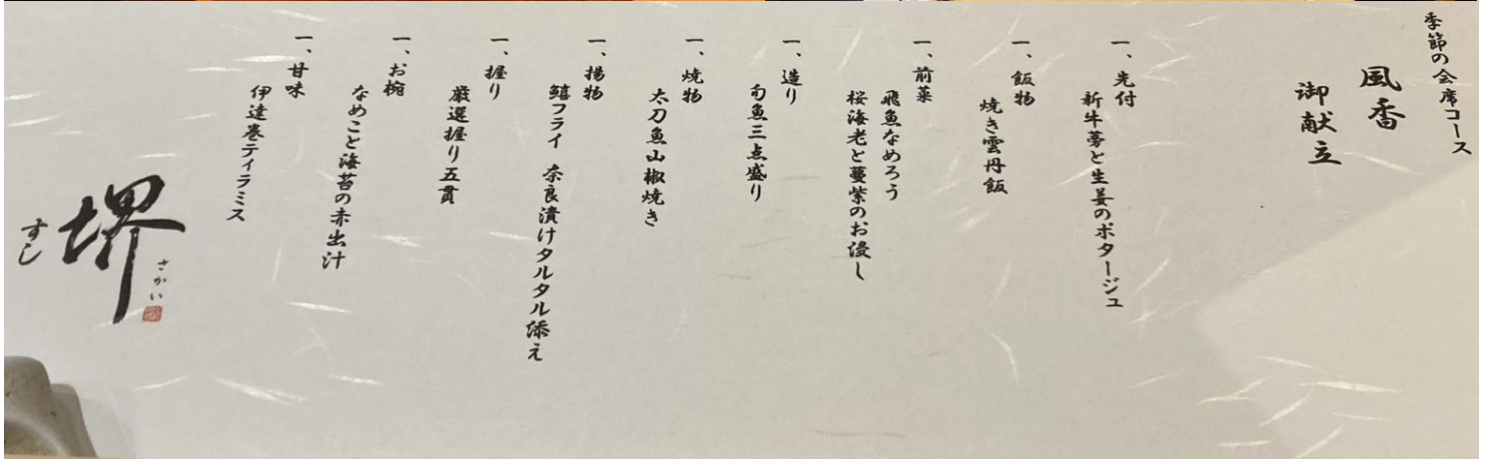 季節の会席コース
風香
御献立
一、先付
新牛蒡と生姜のポタージュ
一、飯物
焼き雲丹飯
一、前菜
飛魚なめろう
桜海老と蔓紫のお浸し
一、造り
旬魚三点盛り
一、焼物
太刀魚山椒焼き
一、揚物
鱚フライ 奈良漬けタルタル添え
一、握り
厳選握り五貫
一、お椀
なめこと海苔の赤出汁
一、甘味
伊達巻ティラミス
さかい
堺
すし